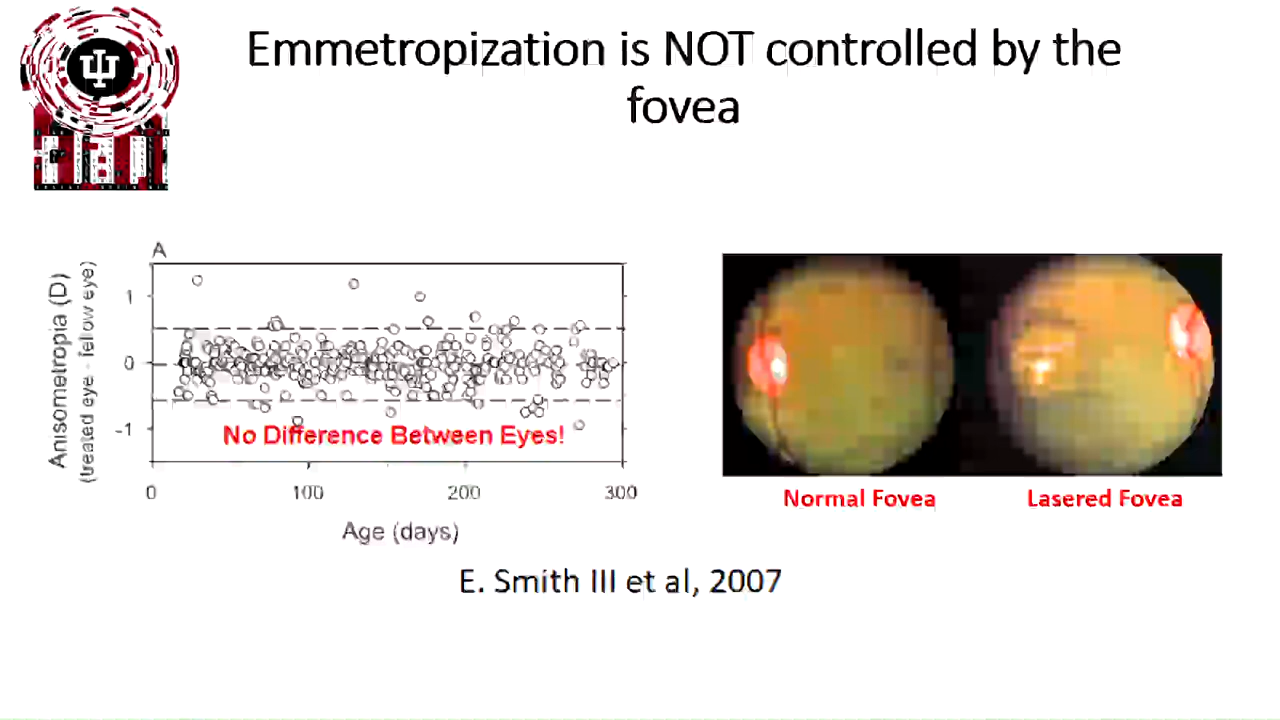 Emmetropization is NOT controlled by the
fovea
A
Anisometropia (D)
(treated eye - fellow eye)
1
0
-1
No Difference Between Eyes!
0 100 200 300
Age (days)
Normal Fovea
Lasered Fovea
E. Smith III et al, 2007